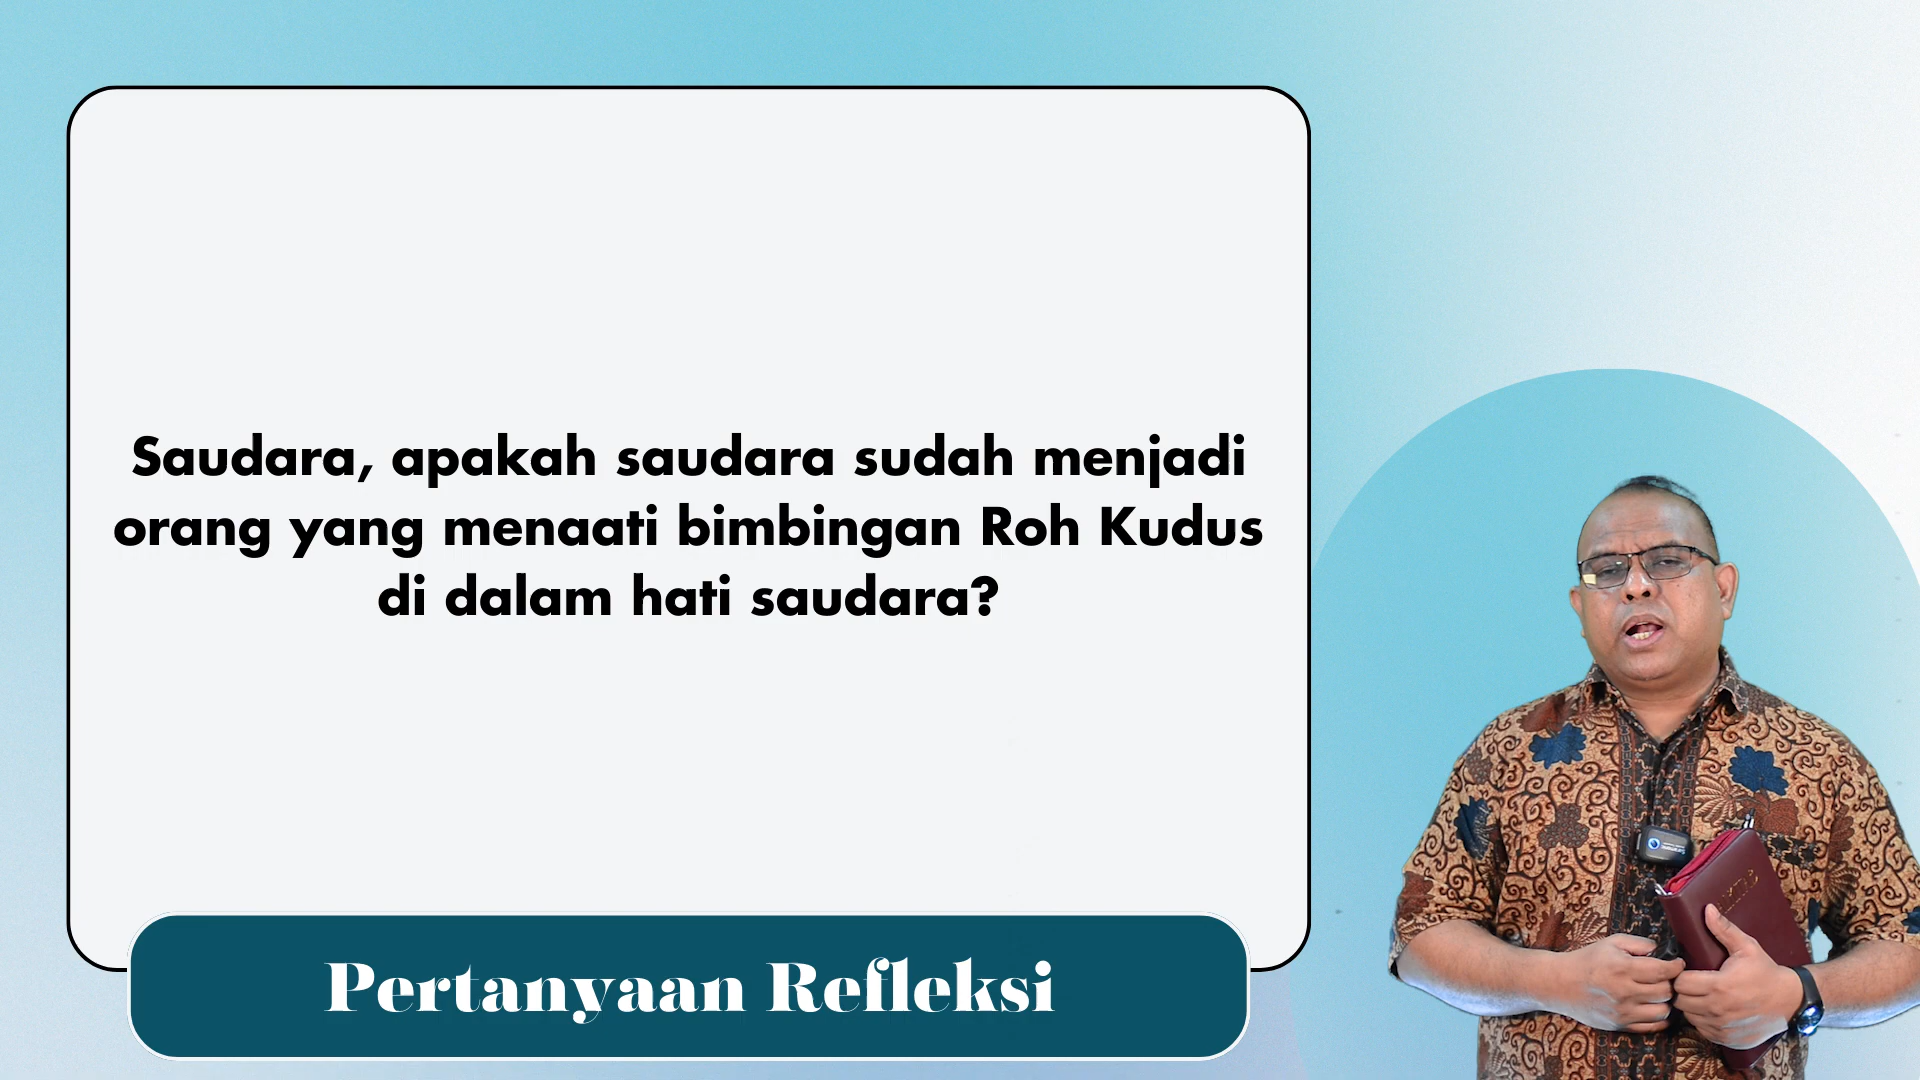 Saudara, apakah saudara sudah menjadi
orang yang menaati bimbingan Roh Kudus
di dalam hati saudara?
Pertanyaan Refleksi